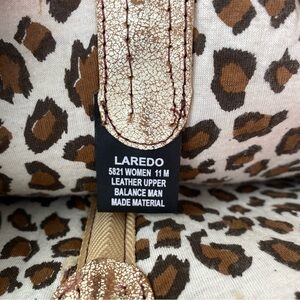 LAREDO
5821 WOMEN 11 M
LEATHER UPPER
BALANCE MAN
MADE MATERIAL